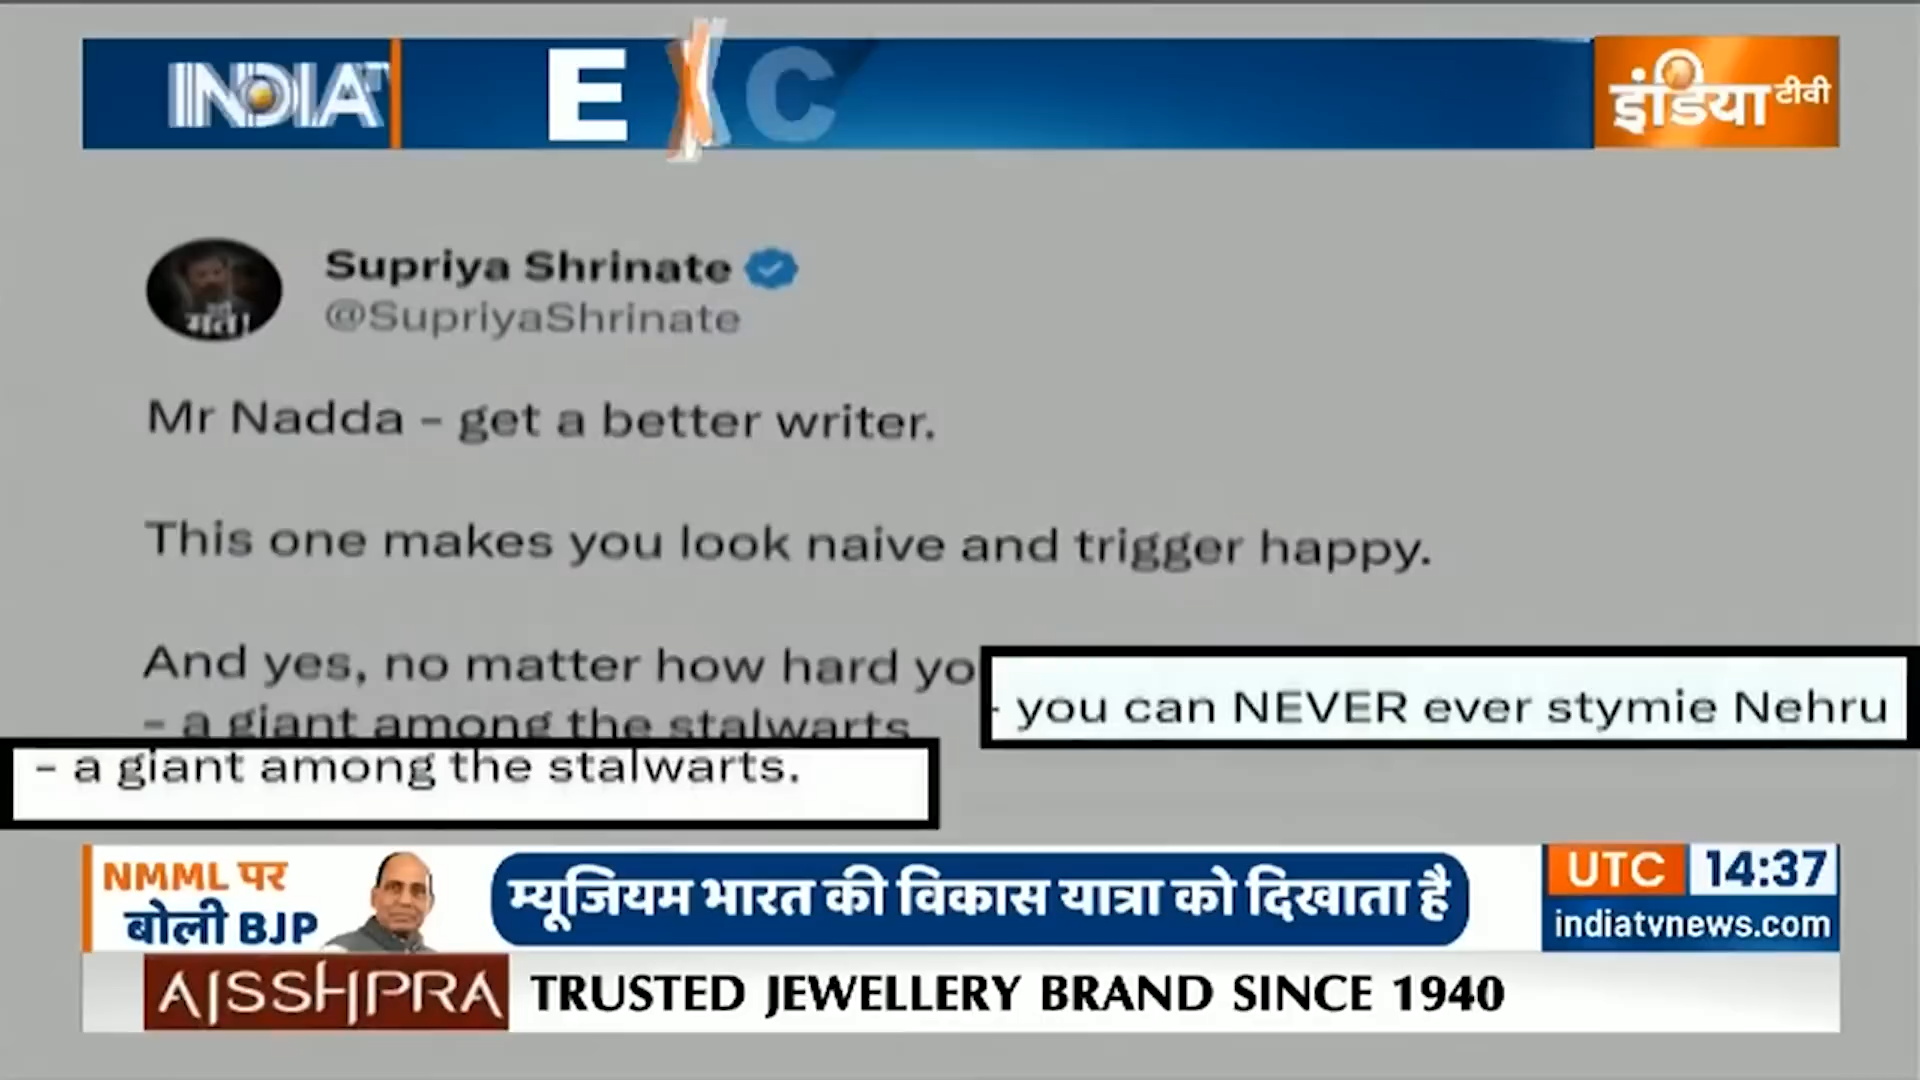 INDIA TV
E X C
इंडिया टीवी
Supriya Shrinate
@SupriyaShrinate
मत!
Mr Nadda – get a better writer.
This one makes you look naive and trigger happy.
And yes, no matter how hard yo
you can NEVER ever stymie Nehru
– a giant among the stalwarts
– a giant among the stalwarts.
NMML पर
बोली BJP
म्यूजियम भारत की विकास यात्रा को दिखाता है
UTC 14:37
indiatvnews.com
AISSHPRA TRUSTED JEWELLERY BRAND SINCE 1940